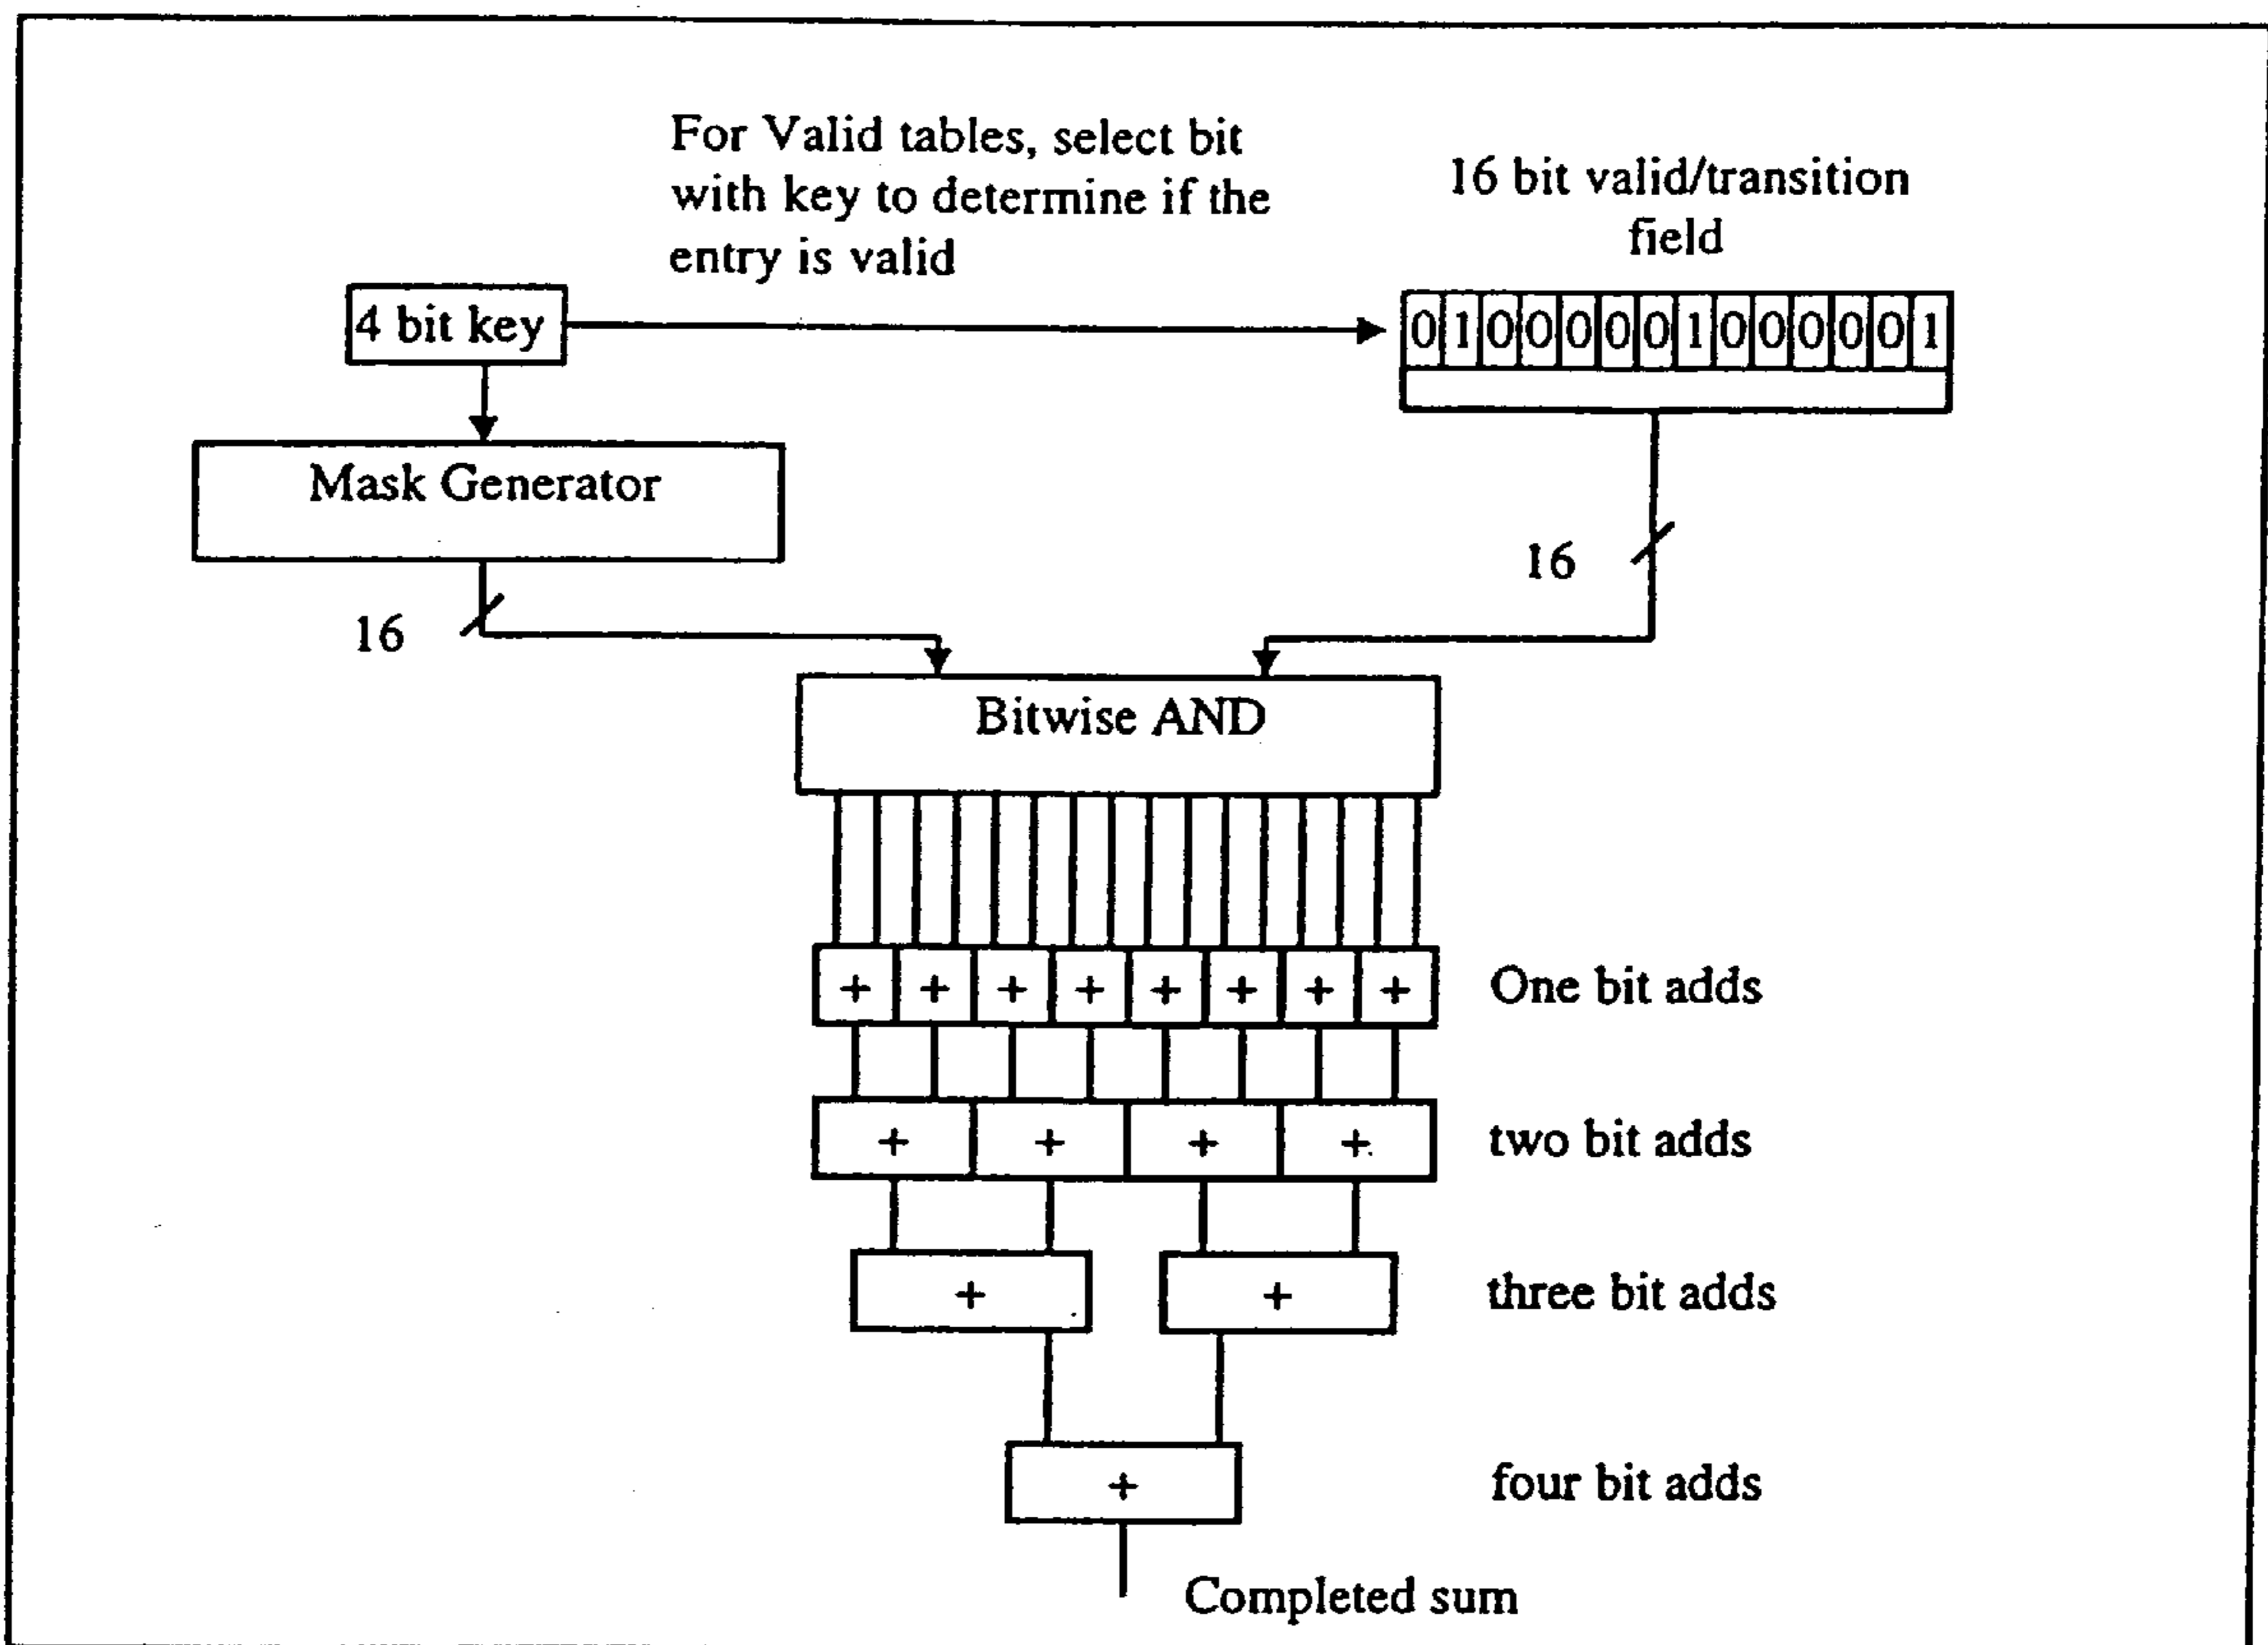 For Valid tables, select bit
with key to determine if the
entry is valid
16 bit valid/transition
field
4 bit key
0 1 0 0 0 0 0 1 0 0 0 0 0 1
Mask Generator
16
16
Bitwise AND
+ + + + + + + +
One bit adds
+ + + +
two bit adds
+ +
three bit adds
+
four bit adds
Completed sum